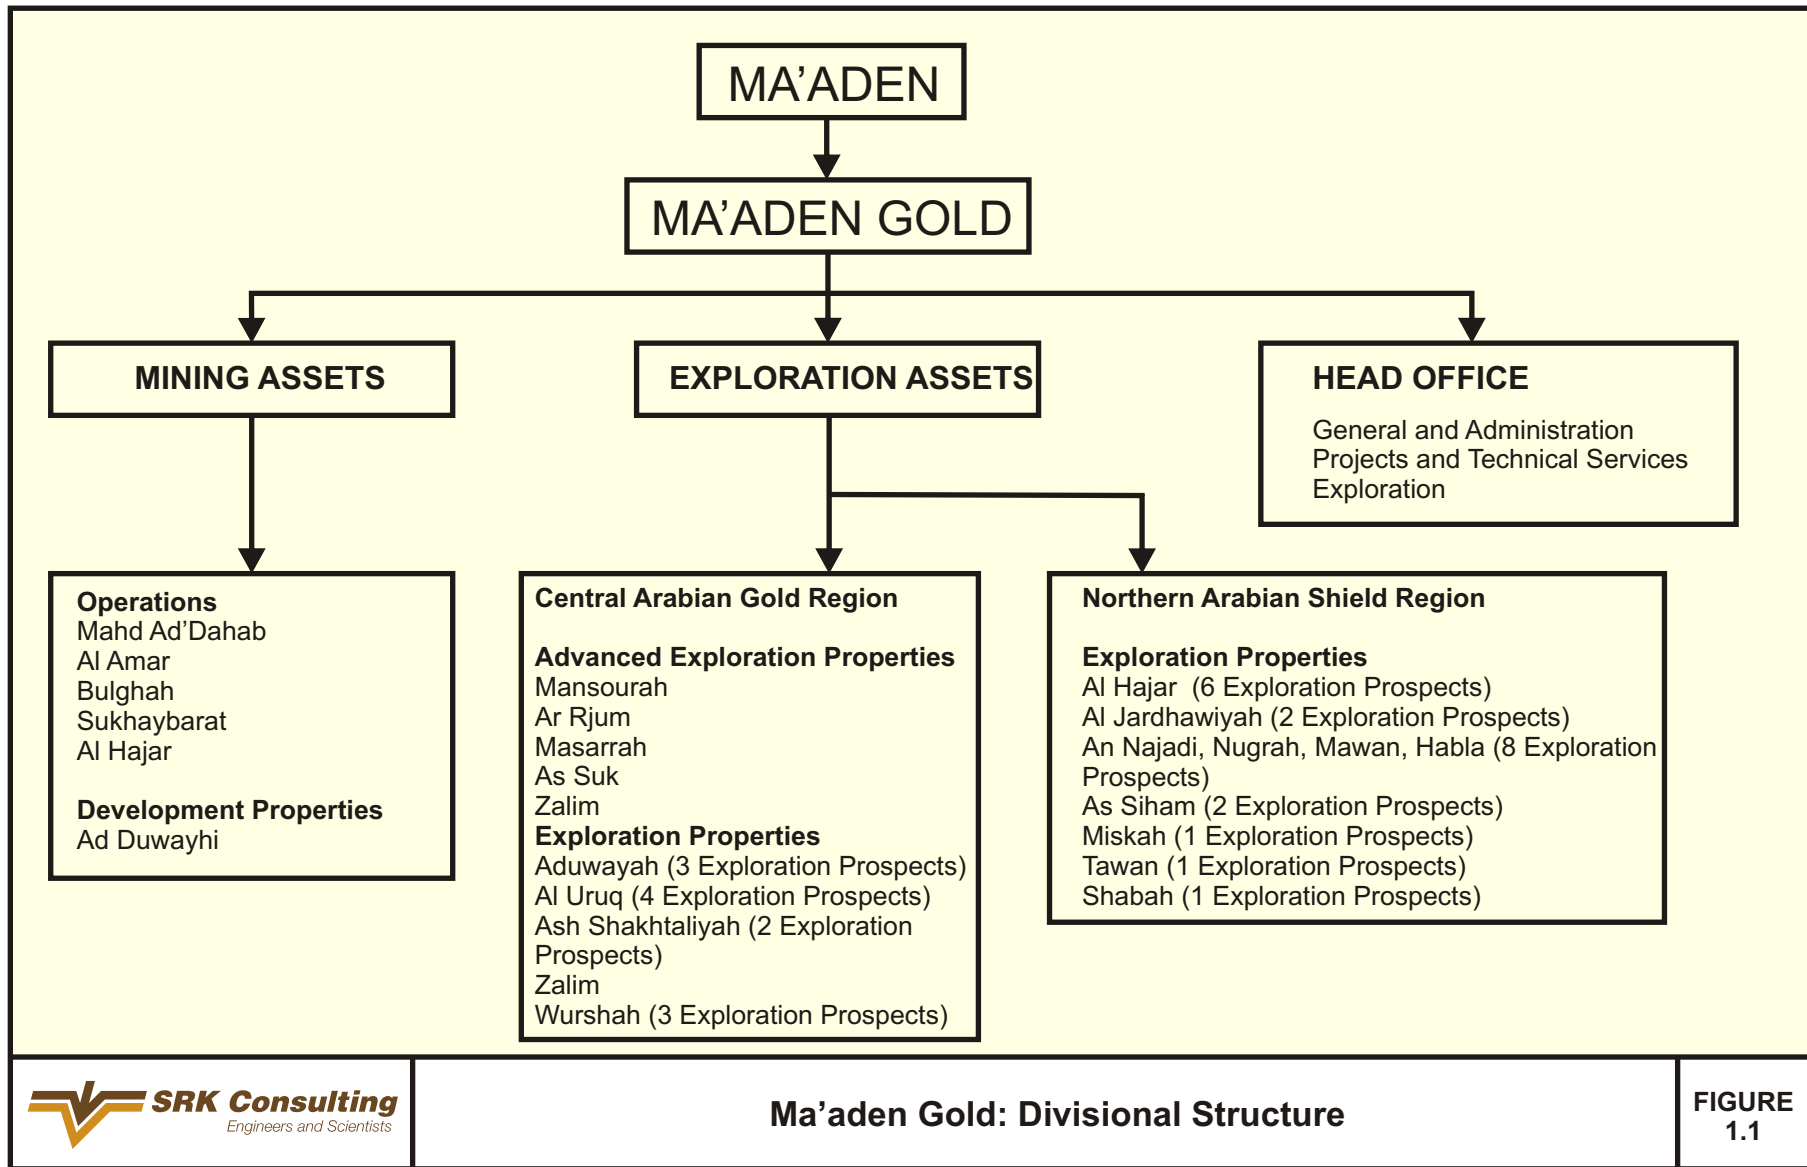 MA’ADEN
MA’ADEN GOLD
MINING ASSETS
EXPLORATION ASSETS
HEAD OFFICE
General and Administration
Projects and Technical Services
Exploration
Operations
Mahd Ad’Dahab
Al Amar
Bulghah
Sukhaybarat
Al Hajar
Development Properties
Ad Duwayhi
Central Arabian Gold Region
Advanced Exploration Properties
Mansourah
Ar Rjum
Masarrah
As Suk
Zalim
Exploration Properties
Aduwayah (3 Exploration Prospects)
Al Uruq (4 Exploration Prospects)
Ash Shakhtaliyah (2 Exploration
Prospects)
Zalim
Wurshah (3 Exploration Prospects)
Northern Arabian Shield Region
Exploration Properties
Al Hajar (6 Exploration Prospects)
Al Jardhawiyah (2 Exploration Prospects)
An Najadi, Nugrah, Mawan, Habla (8 Exploration
Prospects)
As Siham (2 Exploration Prospects)
Miskah (1 Exploration Prospects)
Tawan (1 Exploration Prospects)
Shabah (1 Exploration Prospects)
SRK Consulting
Engineers and Scientists
Ma’aden Gold: Divisional Structure
FIGURE
1.1